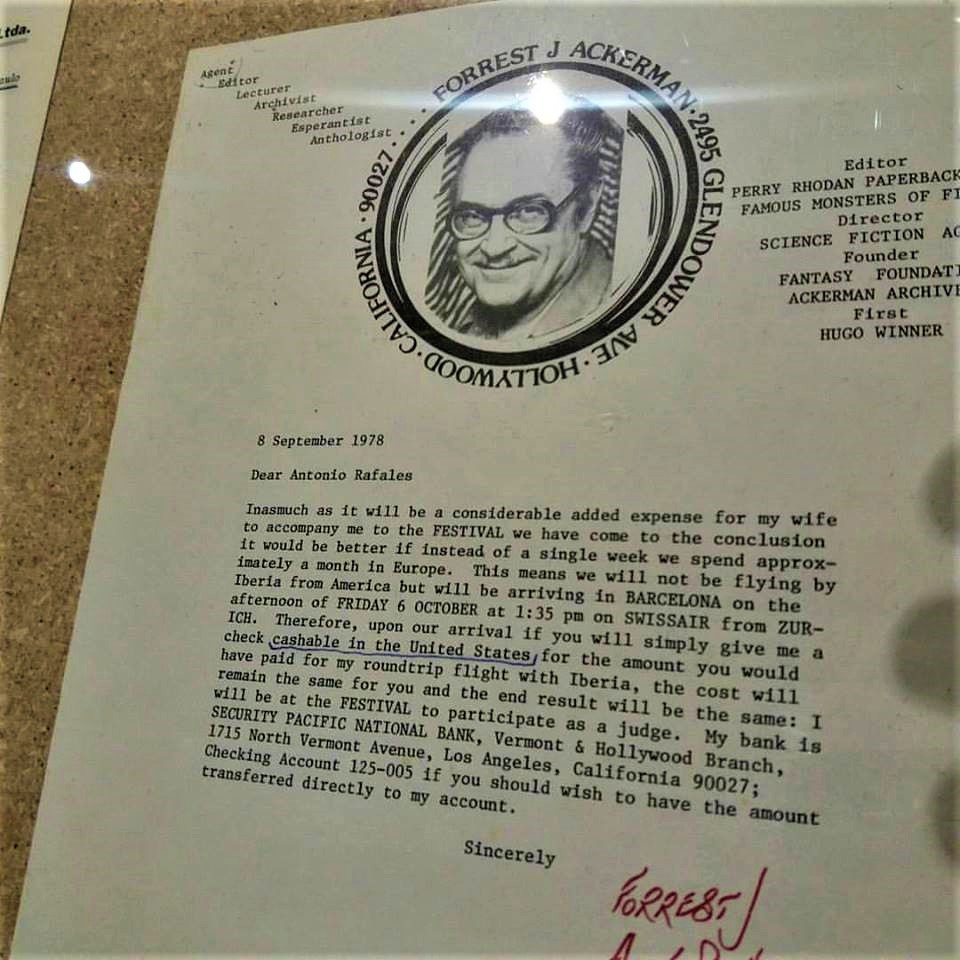 Ltda.
Agent
Editor
Lecturer
Archivist
Researcher
Esperantist
Anthologist
FORREST J ACKERMAN · 2495 GLENDOWER AVE · HOLLYWOOD · CALIFORNIA · 90027
Editor
PERRY RHODAN PAPERBACK
FAMOUS MONSTERS OF FI
Director
SCIENCE FICTION AG
Founder
FANTASY FOUNDATI
ACKERMAN ARCHIVE
First
HUGO WINNER
8 September 1978
Dear Antonio Rafales
Inasmuch as it will be a considerable added expense for my wife
to accompany me to the FESTIVAL we have come to the conclusion
it would be better if instead of a single week we spend approx-
imately a month in Europe. This means we will not be flying by
Iberia from America but will be arriving in BARCELONA on the
afternoon of FRIDAY 6 OCTOBER at 1:35 pm on SWISSAIR from ZUR-
ICH. Therefore, upon our arrival if you will simply give me a
check cashable in the United States, for the amount you would
have paid for my roundtrip flight with Iberia, the cost will
remain the same for you and the end result will be the same: I
will be at the FESTIVAL to participate as a judge. My bank is
SECURITY PACIFIC NATIONAL BANK, Vermont & Hollywood Branch,
1715 North Vermont Avenue, Los Angeles, California 90027;
Checking Account 125-005 if you should wish to have the amount
transferred directly to my account.
Sincerely
FORREST J